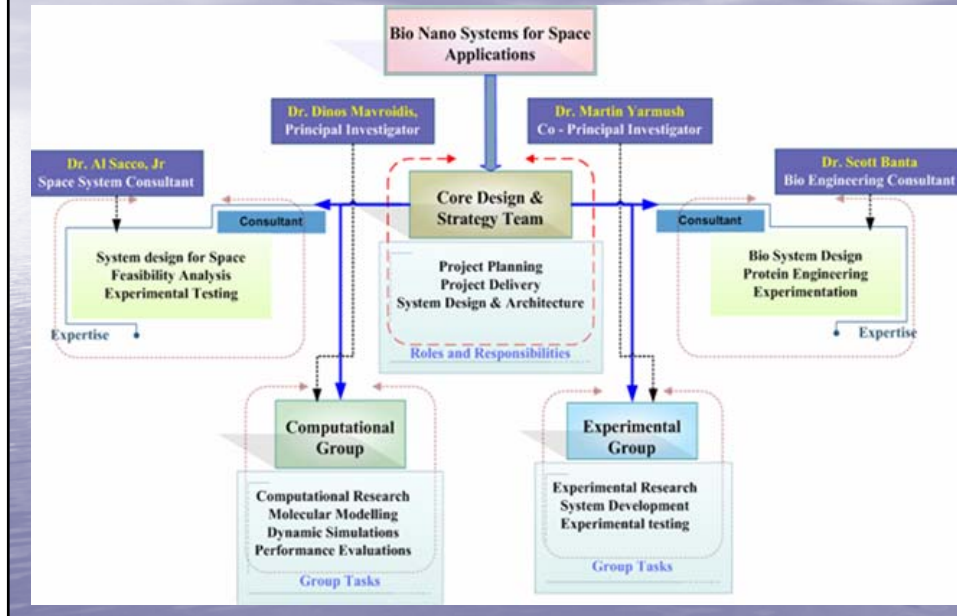 Bio Nano Systems for Space
Applications
Dr. Dinos Mavroidis,
Principal Investigator
Dr. Martin Yarmush
Co - Principal Investigator
Dr. Al Sacco, Jr
Space System Consultant
Dr. Scott Banta
Bio Engineering Consultant
Core Design &
Strategy Team
Consultant
Consultant
System design for Space
Feasibility Analysis
Experimental Testing
Expertise
Project Planning
Project Delivery
System Design & Architecture
Roles and Responsibilities
Bio System Design
Protein Engineering
Experimentation
Expertise
Computational
Group
Computational Research
Molecular Modelling
Dynamic Simulations
Performance Evaluations
Group Tasks
Experimental
Group
Experimental Research
System Development
Experimental testing
Group Tasks